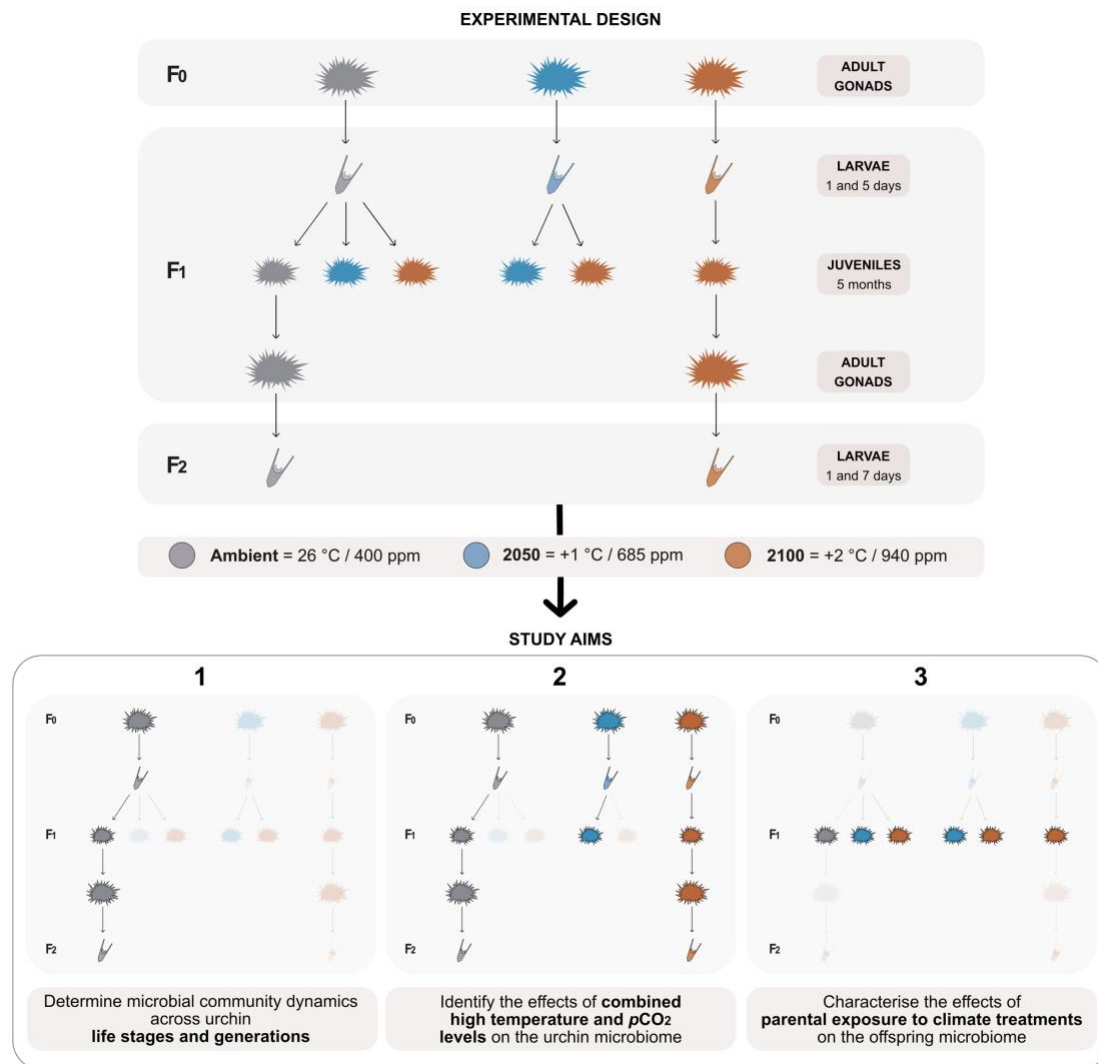 EXPERIMENTAL DESIGN
F0
ADULT
GONADS
LARVAE
1 and 5 days
F1
JUVENILES
5 months
ADULT
GONADS
F2
LARVAE
1 and 7 days
Ambient = 26 °C / 400 ppm
2050 = +1 °C / 685 ppm
2100 = +2 °C / 940 ppm
STUDY AIMS
1
F0
F1
F2
Determine microbial community dynamics
across urchin
life stages and generations
2
F0
F1
F2
Identify the effects of combined
high temperature and pCO2
levels on the urchin microbiome
3
F0
F1
F2
Characterise the effects of
parental exposure to climate treatments
on the offspring microbiome